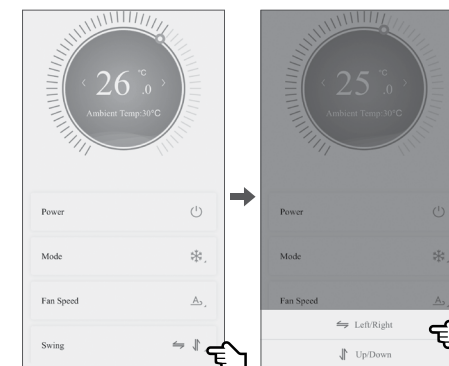 26 °C .0
Ambient Temp:30°C
Power
Mode
Fan Speed
A
Swing
25 °C .0
Ambient Temp:30°C
Power
Mode
Fan Speed
A
Left/Right
Up/Down